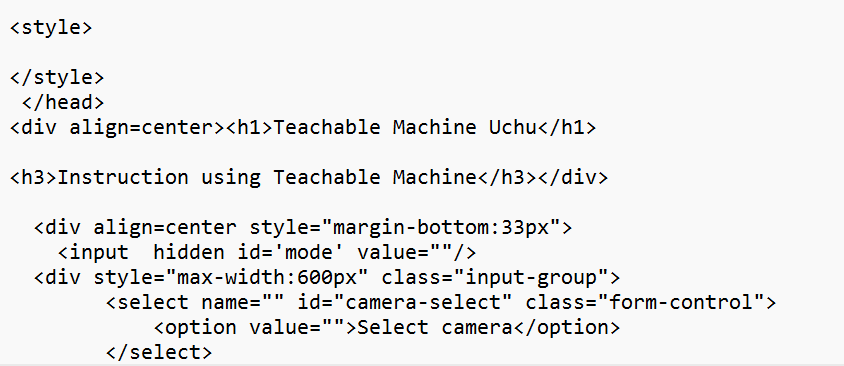 <style>
</style>
</head>
<div align=center><h1>Teachable Machine Uchu</h1>
<h3>Instruction using Teachable Machine</h3></div>
<div align=center style="margin-bottom:33px">
<input  hidden id='mode' value=""/>
<div style="max-width:600px" class="input-group">
<select name="" id="camera-select" class="form-control">
<option value="">Select camera</option>
</select>